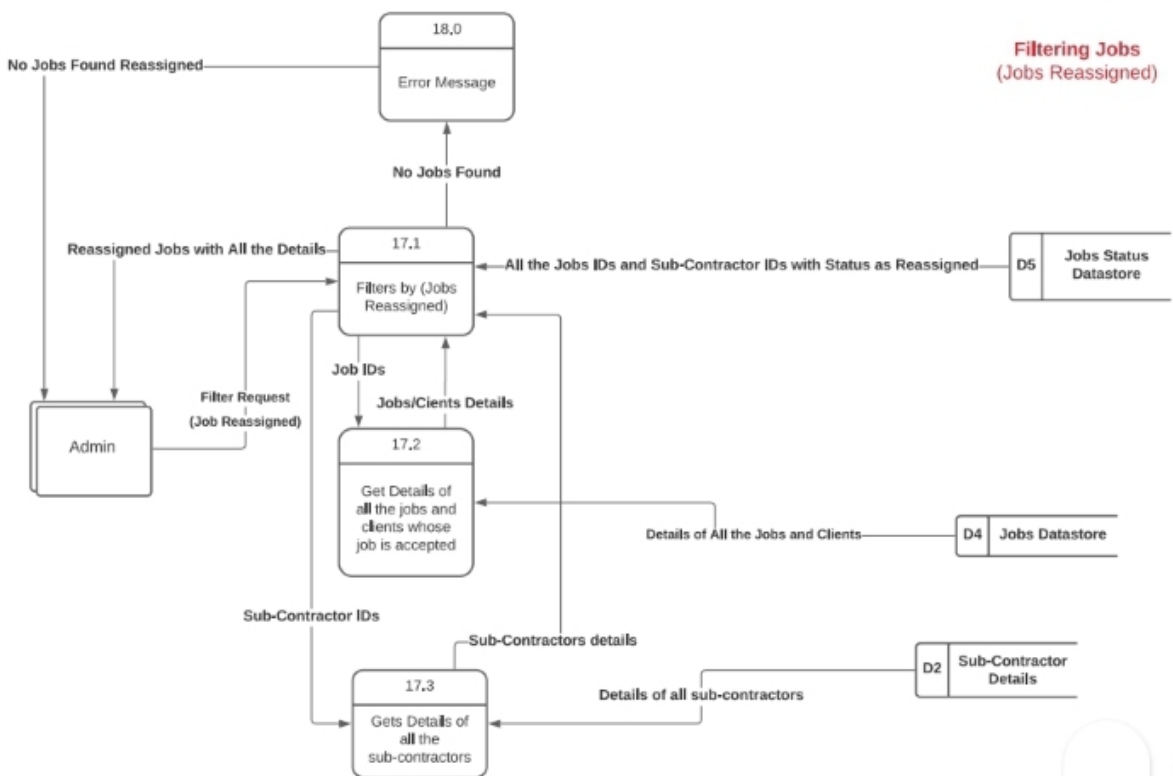 18.0
Error Message
Filtering Jobs
(Jobs Reassigned)
No Jobs Found Reassigned
No Jobs Found
17.1
Filters by (Jobs
Reassigned)
Reassigned Jobs with All the Details
All the Jobs IDs and Sub-Contractor IDs with Status as Reassigned
D5
Jobs Status
Datastore
Job IDs
Jobs/Cients Details
Filter Request
(Job Reassigned)
Admin
17.2
Get Details of
all the jobs and
clients whose
job is accepted
Details of All the Jobs and Clients
D4
Jobs Datastore
Sub-Contractor IDs
Sub-Contractors details
17.3
Gets Details of
all the
sub-contractors
Details of all sub-contractors
D2
Sub-Contractor
Details